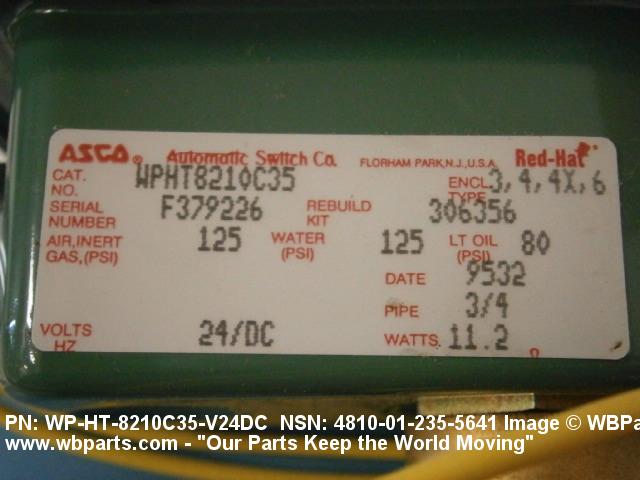 ASCO® Automatic Switch Co. FLORHAM PARK, N.J., U.S.A. Red-Hat
CAT. NO. WPHT8210C35 ENCL. TYPE 3,4,4X,6
SERIAL NUMBER F379226 REBUILD KIT 306356
AIR,INERT GAS,(PSI) 125 WATER (PSI) 125 LT OIL (PSI) 80
DATE 9532
PIPE 3/4
VOLTS HZ 24/DC WATTS. 11.2
PN: WP-HT-8210C35-V24DC NSN: 4810-01-235-5641 Image © WBPa
www.wbparts.com - "Our Parts Keep the World Moving"